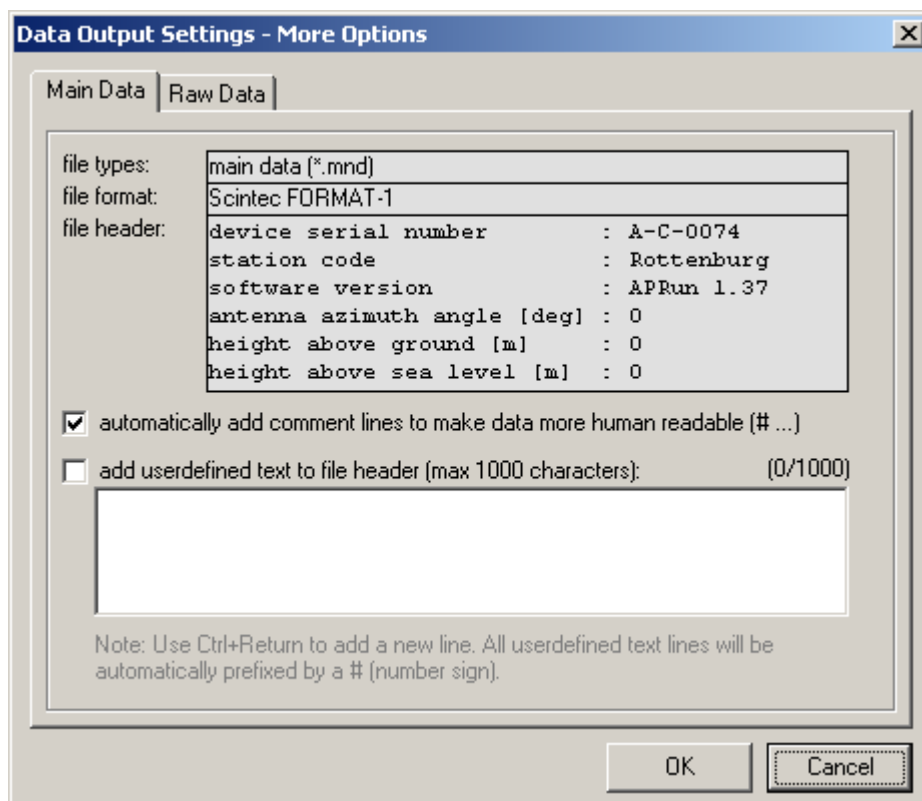 Data Output Settings - More Options
Main Data Raw Data
file types: main data (*.mnd)
file format: Scintec FORMAT-1
file header: device serial number : A-C-0074
station code : Rottenburg
software version : APRun 1.37
antenna azimuth angle [deg] : 0
height above ground [m] : 0
height above sea level [m] : 0
automatically add comment lines to make data more human readable (# ...)
add userdefined text to file header (max 1000 characters): (0/1000)
Note: Use Ctrl+Return to add a new line. All userdefined text lines will be
automatically prefixed by a # (number sign).
OK Cancel